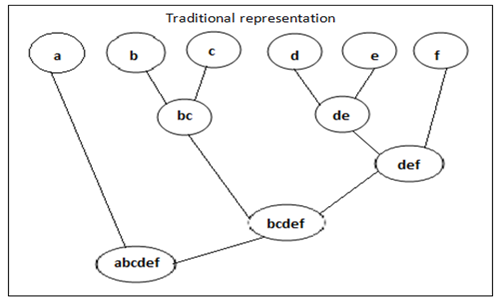 Traditional representation
a b c d e f
bc de
def
bcdef
abcdef